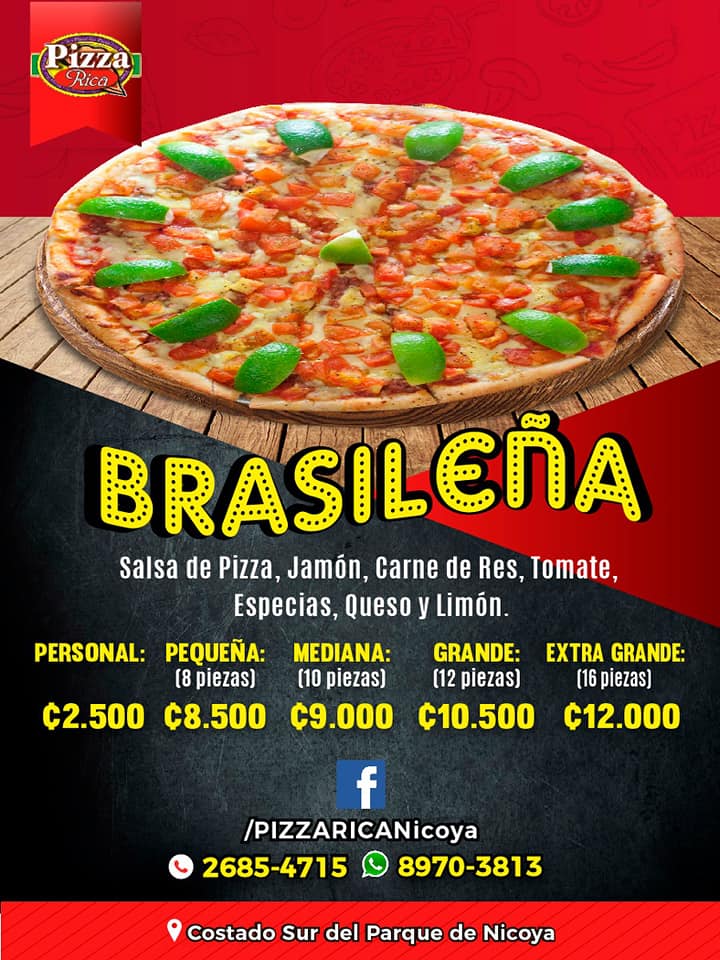 Pizza
Rica
BRASILEÑA
Salsa de Pizza, Jamón, Carne de Res, Tomate,
Especias, Queso y Limón.
PERSONAL: PEQUEÑA: MEDIANA: GRANDE: EXTRA GRANDE:
(8 piezas) (10 piezas) (12 piezas) (16 piezas)
₡2.500 ₡8.500 ₡9.000 ₡10.500 ₡12.000
f
/PIZZARICANicoya
2685-4715 8970-3813
Costado Sur del Parque de Nicoya